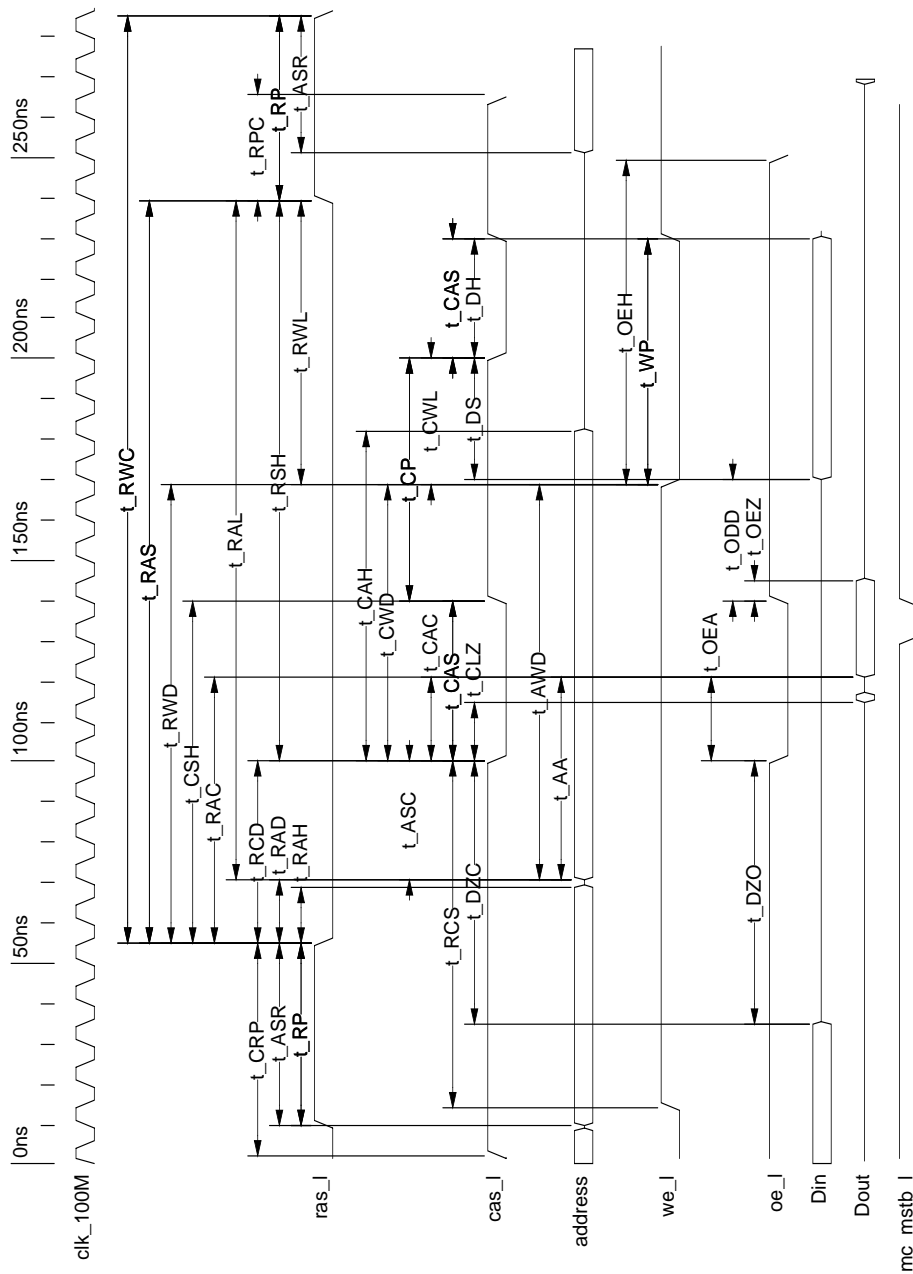 0ns
50ns
100ns
150ns
200ns
250ns
clk_100M
t_RWC
t_RAS
t_RWD
t_CSH
t_RAC
t_RAL
t_CRP
t_RCD
t_RPC
t_ASR
t_RAD
t_RSH
t_RP
t_RP
t_RAH
t_RWL
t_ASR
ras_l
t_CAH
t_CWD
t_ASC
t_CP
t_CAC
t_CWL
t_RCS
t_CAS
t_CAS
t_DZC
t_CLZ
t_DS
t_DH
cas_l
t_AWD
t_AA
address
t_OEH
t_WP
we_l
t_OEA
t_ODD
t_DZO
t_OEZ
oe_l
Din
Dout
mc_mstb_l